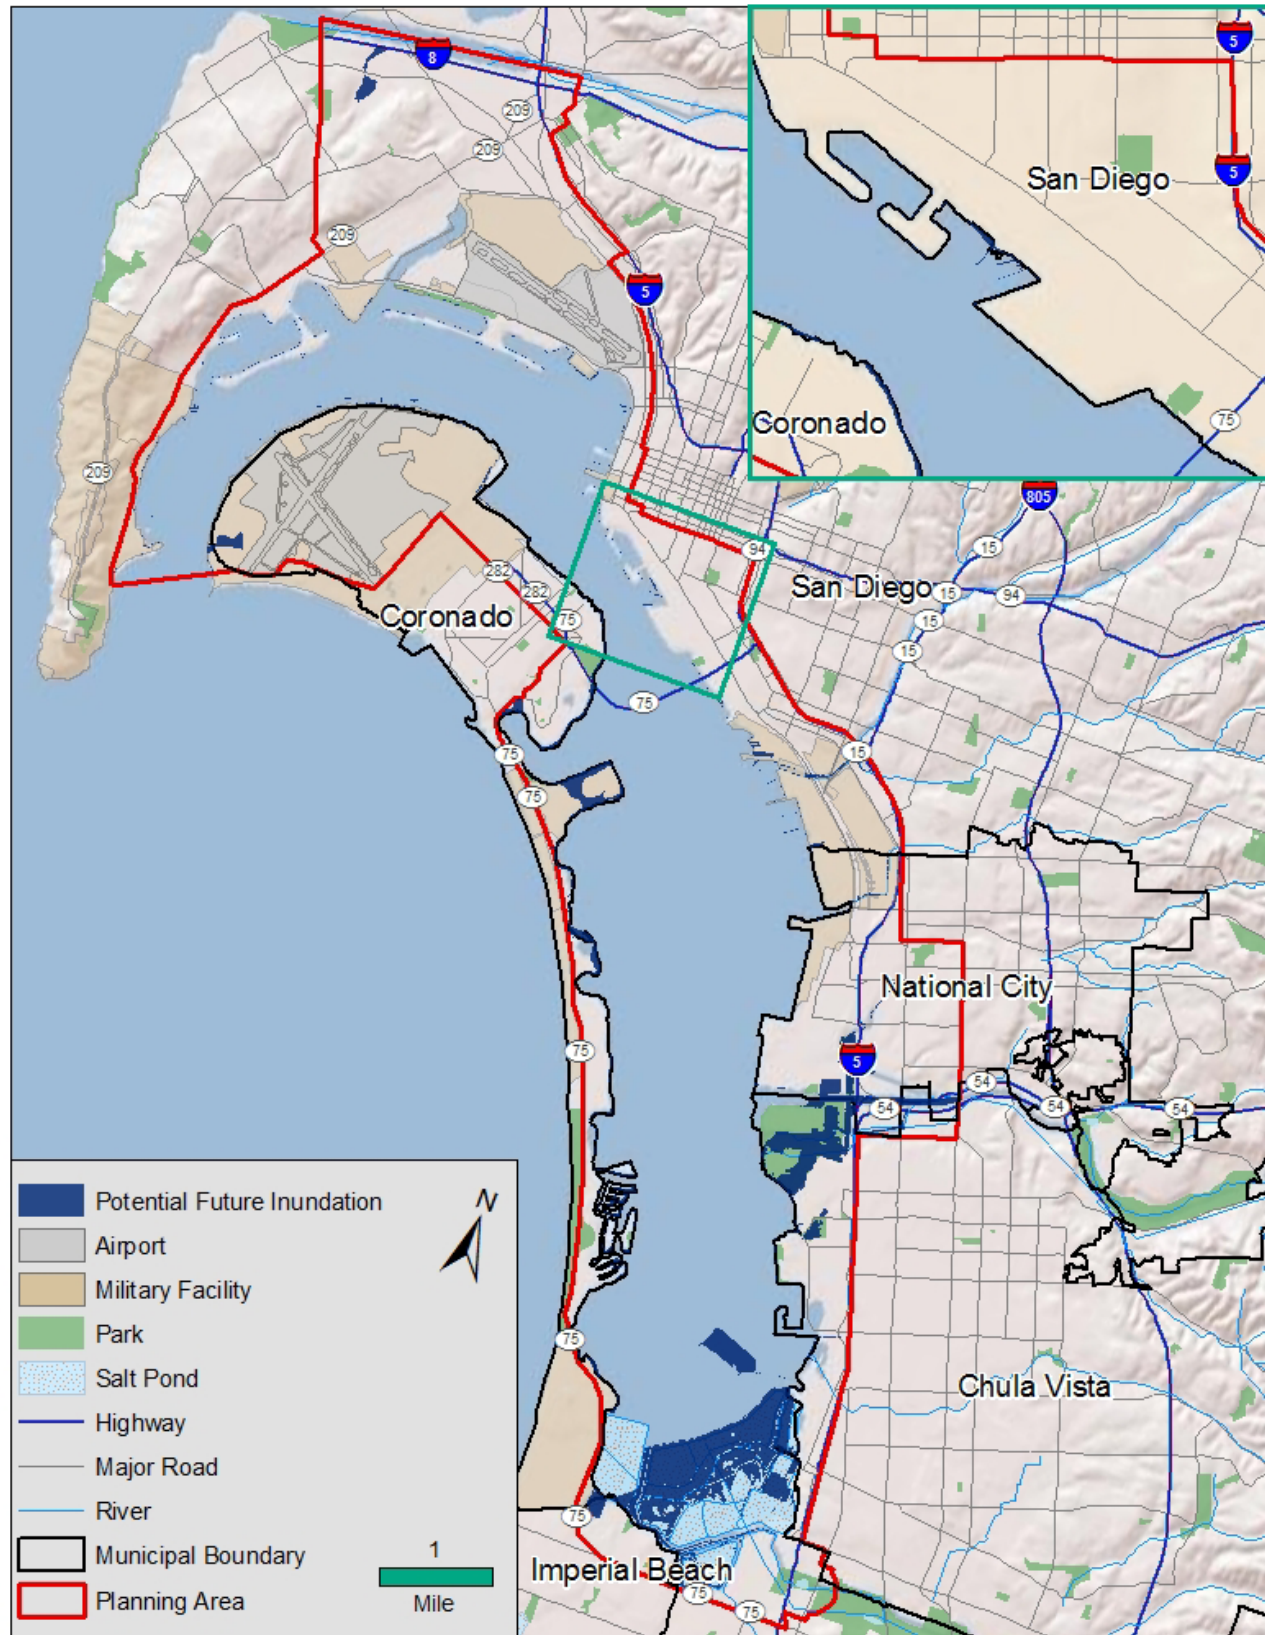 8
5
209
209
San Diego
5
209
5
75
Coronado
209
805
94
15
282
San Diego
15
94
282
Coronado
75
15
15
75
75
15
75
National City
75
5
54
54
54
54
Potential Future Inundation
N
Airport
Military Facility
Park
75
Salt Pond
Chula Vista
Highway
Major Road
River
75
Municipal Boundary
1
Imperial Beach
Planning Area
Mile
75
75